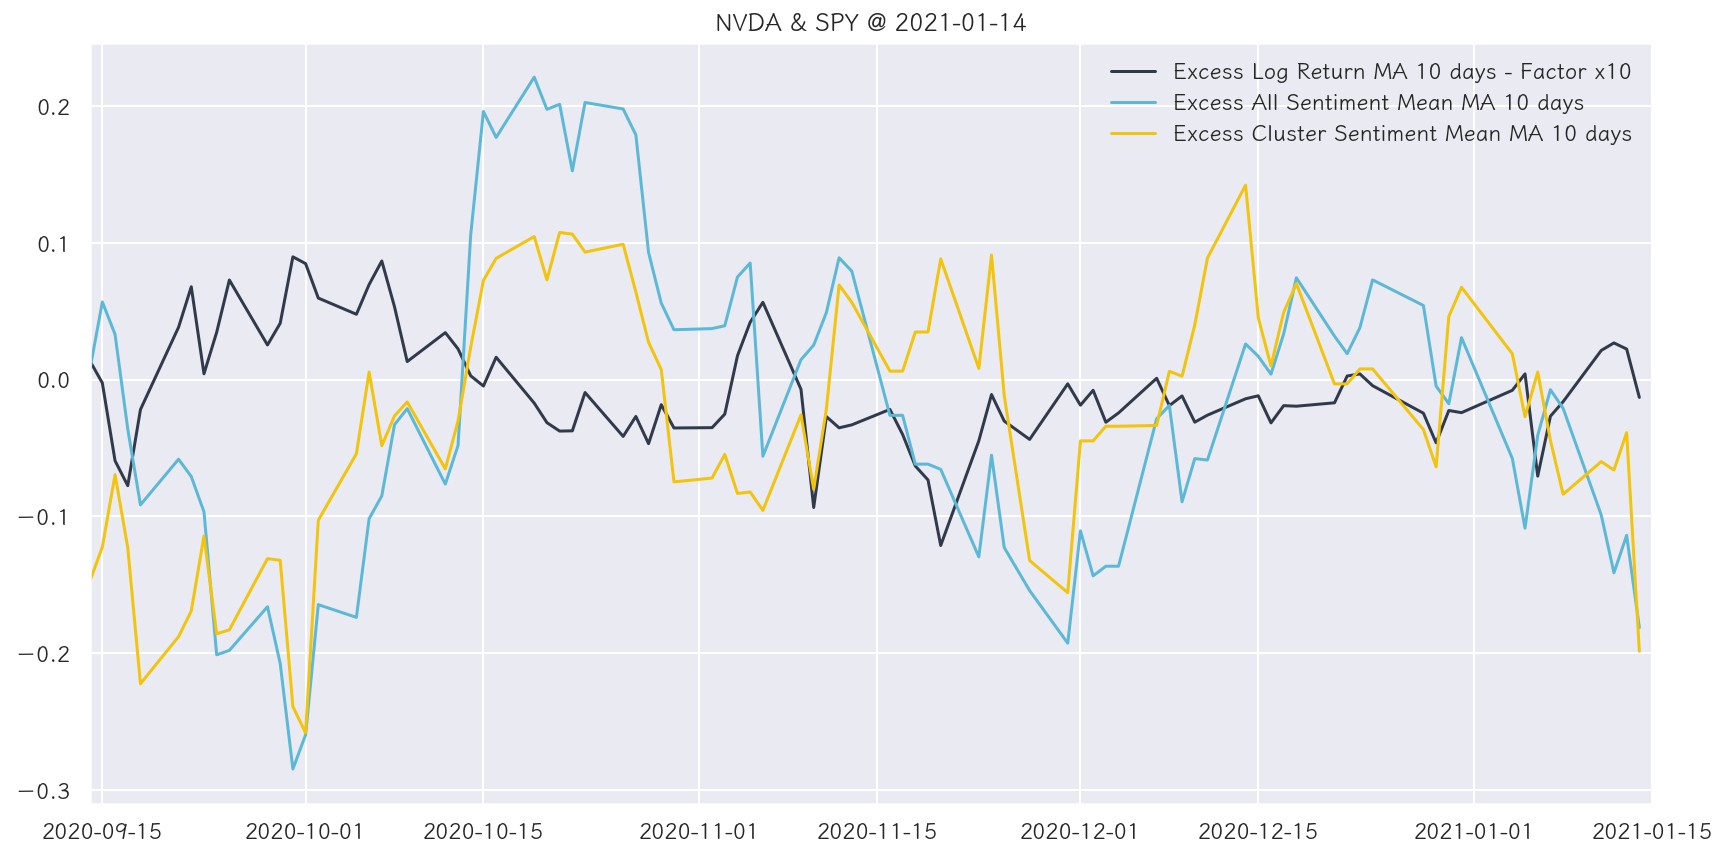 NVDA & SPY @ 2021-01-14
Excess Log Return MA 10 days - Factor x10
Excess All Sentiment Mean MA 10 days
Excess Cluster Sentiment Mean MA 10 days
0.2
0.1
0.0
−0.1
−0.2
−0.3
2020-09-15 2020-10-01 2020-10-15 2020-11-01 2020-11-15 2020-12-01 2020-12-15 2021-01-01 2021-01-15